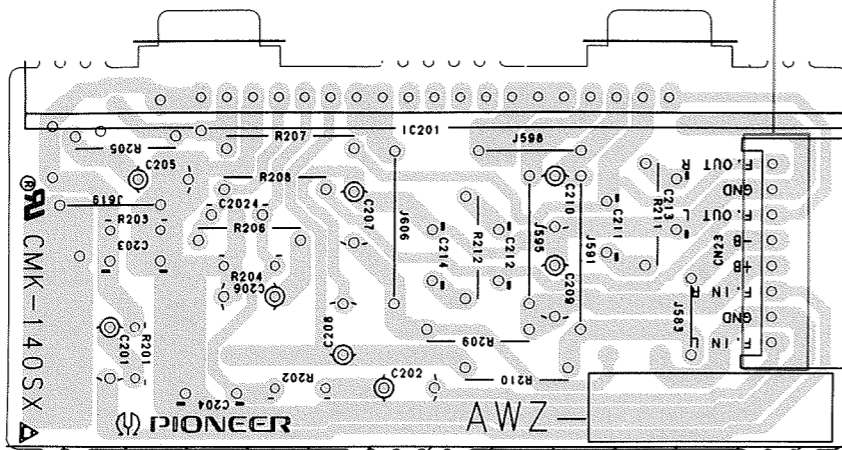 IC201
R207
J598
R205
C205
R208
J619
C2024
R203
R206
C203
R204
C206
C207
J606
C214
R212
C212
J595
C210
C209
J591
C211
R211
C213
CN23
R
F. OUT
GND
L
F. OUT
-B
+B
R
F. IN
GND
L
F. IN
J583
C208
R209
R210
C201
R201
R202
C202
C204
® CMK-140SX
PIONEER
AWZ-